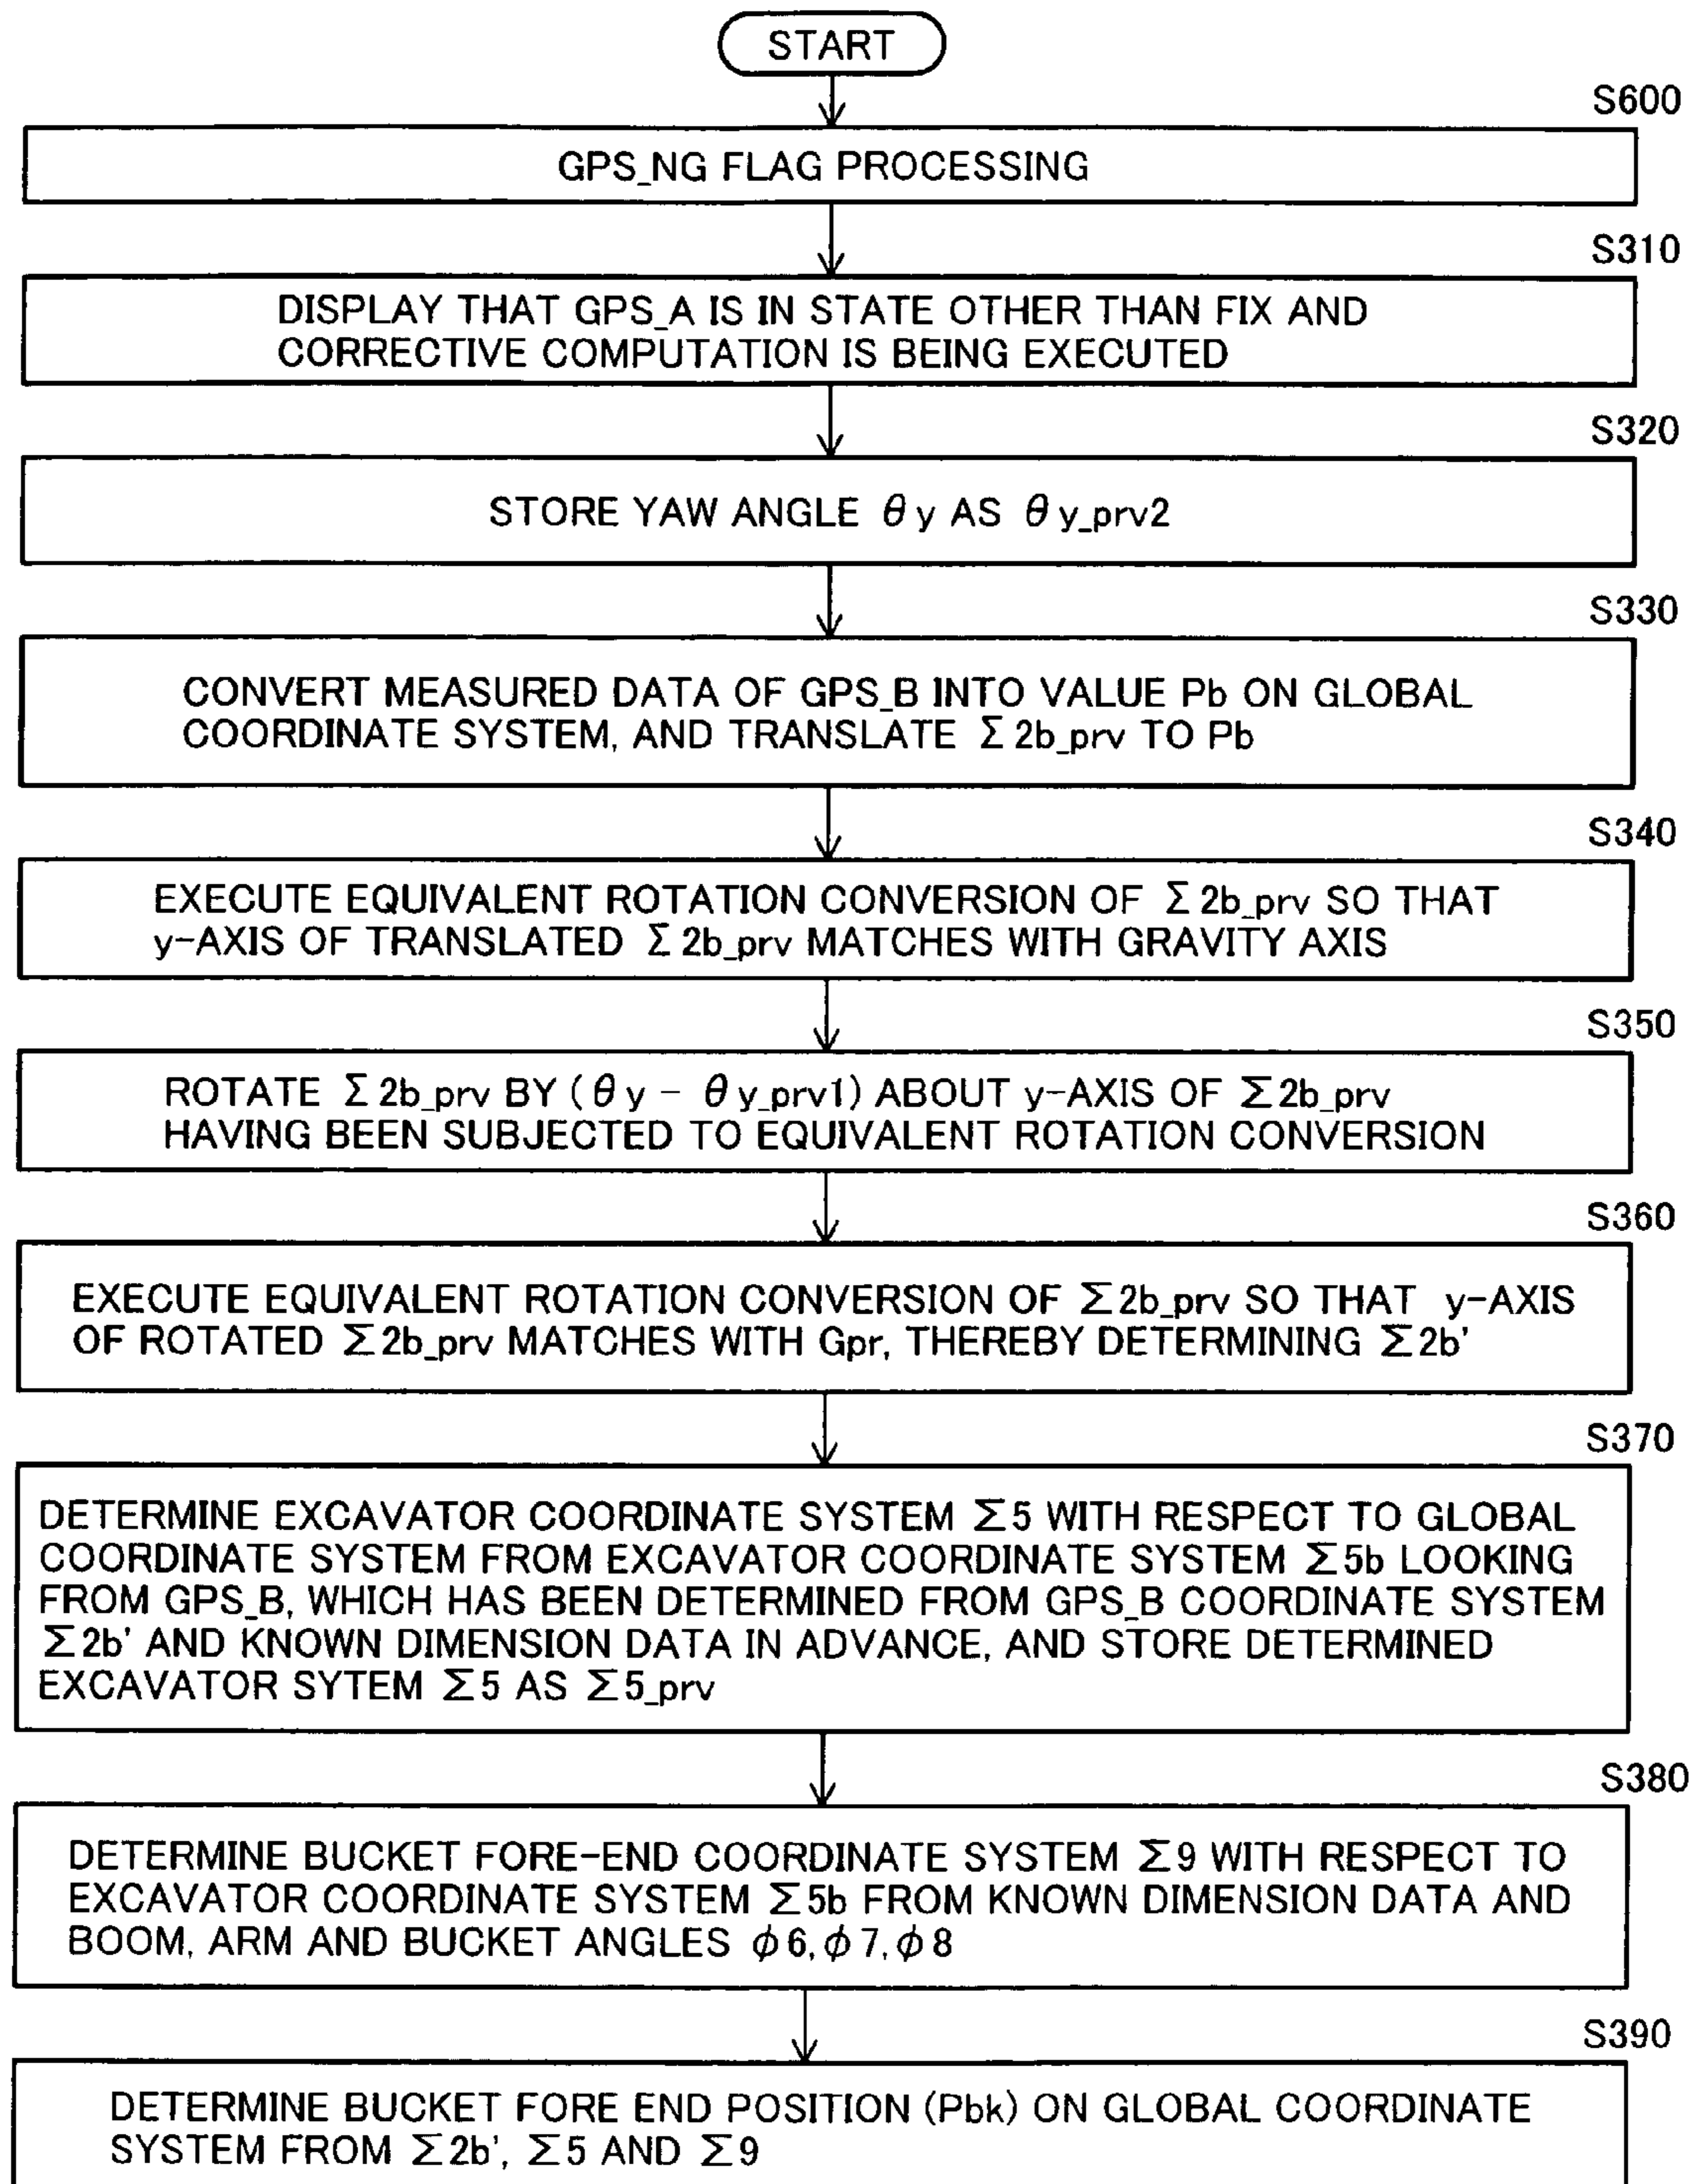 START
S600
GPS_NG FLAG PROCESSING
S310
DISPLAY THAT GPS_A IS IN STATE OTHER THAN FIX AND
CORRECTIVE COMPUTATION IS BEING EXECUTED
S320
STORE YAW ANGLE θy AS θy_prv2
S330
CONVERT MEASURED DATA OF GPS_B INTO VALUE Pb ON GLOBAL
COORDINATE SYSTEM, AND TRANSLATE Σ2b_prv TO Pb
S340
EXECUTE EQUIVALENT ROTATION CONVERSION OF Σ2b_prv SO THAT
y-AXIS OF TRANSLATED Σ2b_prv MATCHES WITH GRAVITY AXIS
S350
ROTATE Σ2b_prv BY (θy - θy_prv1) ABOUT y-AXIS OF Σ2b_prv
HAVING BEEN SUBJECTED TO EQUIVALENT ROTATION CONVERSION
S360
EXECUTE EQUIVALENT ROTATION CONVERSION OF Σ2b_prv SO THAT y-AXIS
OF ROTATED Σ2b_prv MATCHES WITH Gpr, THEREBY DETERMINING Σ2b'
S370
DETERMINE EXCAVATOR COORDINATE SYSTEM Σ5 WITH RESPECT TO GLOBAL
COORDINATE SYSTEM FROM EXCAVATOR COORDINATE SYSTEM Σ5b LOOKING
FROM GPS_B, WHICH HAS BEEN DETERMINED FROM GPS_B COORDINATE SYSTEM
Σ2b' AND KNOWN DIMENSION DATA IN ADVANCE, AND STORE DETERMINED
EXCAVATOR SYTEM Σ5 AS Σ5_prv
S380
DETERMINE BUCKET FORE-END COORDINATE SYSTEM Σ9 WITH RESPECT TO
EXCAVATOR COORDINATE SYSTEM Σ5b FROM KNOWN DIMENSION DATA AND
BOOM, ARM AND BUCKET ANGLES φ6, φ7, φ8
S390
DETERMINE BUCKET FORE END POSITION (Pbk) ON GLOBAL COORDINATE
SYSTEM FROM Σ2b', Σ5 AND Σ9